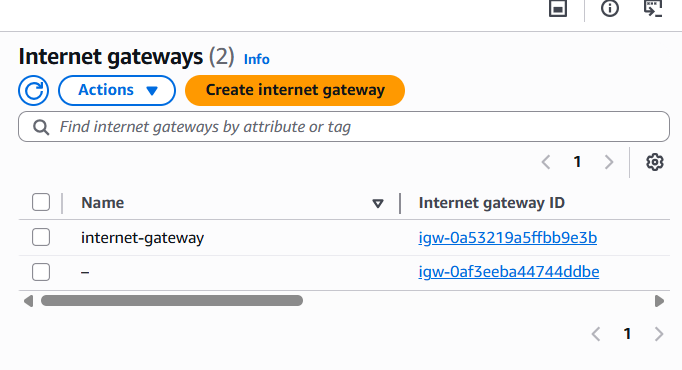 Internet gateways (2) Info
Actions
Create internet gateway
Find internet gateways by attribute or tag
1
Name Internet gateway ID
internet-gateway igw-0a53219a5ffbb9e3b
– igw-0af3eeba44744ddbe
1